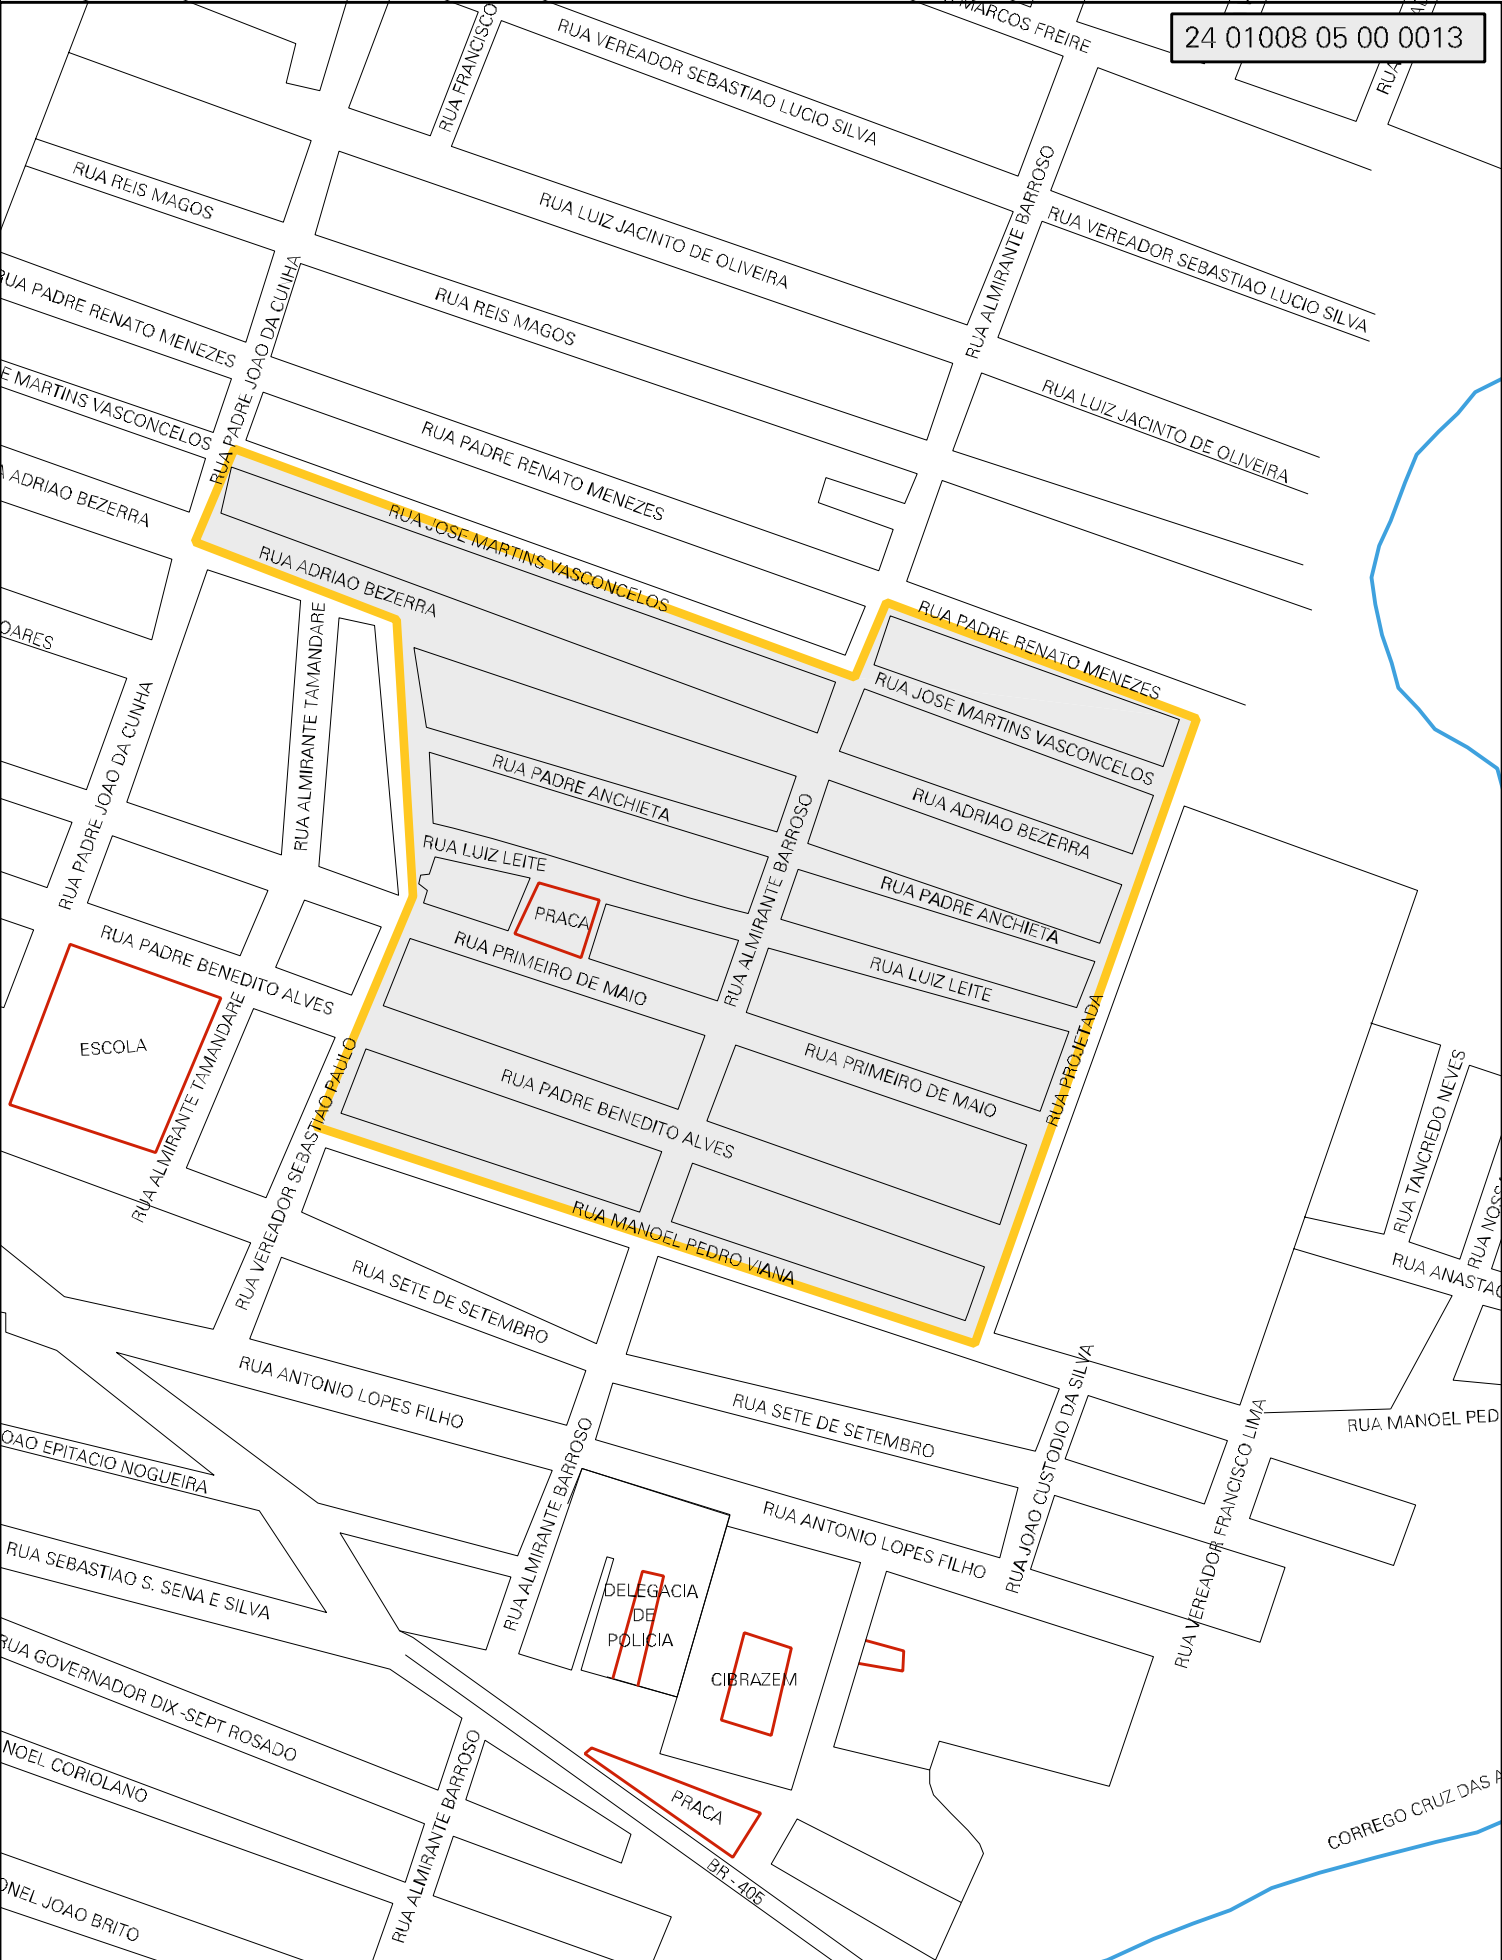 RUA FRANCISCO
MARCOS FREIRE
24 01008 05 00 0013
RUA VEREADOR SEBASTIAO LUCIO SILVA
RUA
RUA REIS MAGOS
RUA LUIZ JACINTO DE OLIVEIRA
RUA ALMIRANTE BARROSO
RUA VEREADOR SEBASTIAO LUCIO SILVA
RUA PADRE RENATO MENEZES
RUA PADRE JOAO DA CUNHA
RUA REIS MAGOS
E MARTINS VASCONCELOS
RUA LUIZ JACINTO DE OLIVEIRA
A ADRIAO BEZERRA
RUA PADRE RENATO MENEZES
RUA JOSE MARTINS VASCONCELOS
RUA ADRIAO BEZERRA
RUA PADRE RENATO MENEZES
OARES
RUA ALMIRANTE TAMANDARE
RUA JOSE MARTINS VASCONCELOS
RUA PADRE JOAO DA CUNHA
RUA PADRE ANCHIETA
RUA ADRIAO BEZERRA
RUA ALMIRANTE BARROSO
RUA LUIZ LEITE
RUA PADRE ANCHIETA
PRACA
RUA PRIMEIRO DE MAIO
RUA LUIZ LEITE
RUA PADRE BENEDITO ALVES
RUA PROJETADA
ESCOLA
RUA ALMIRANTE TAMANDARE
RUA PRIMEIRO DE MAIO
RUA VEREADOR SEBASTIAO PAULO
RUA PADRE BENEDITO ALVES
RUA TANCREDO NEVES
RUA NOSSA
RUA MANOEL PEDRO VIANA
RUA ANASTAC
RUA SETE DE SETEMBRO
RUA ANTONIO LOPES FILHO
RUA JOAO CUSTODIO DA SILVA
RUA SETE DE SETEMBRO
RUA MANOEL PED
RUA VEREADOR FRANCISCO LIMA
OAO EPITACIO NOGUEIRA
RUA ALMIRANTE BARROSO
RUA ANTONIO LOPES FILHO
RUA SEBASTIAO S. SENA E SILVA
DELEGACIA
DE
POLICIA
CIBRAZEM
RUA GOVERNADOR DIX-SEPT ROSADO
NOEL CORIOLANO
RUA ALMIRANTE BARROSO
PRACA
CORREGO CRUZ DAS A
BR - 405
ONEL JOAO BRITO